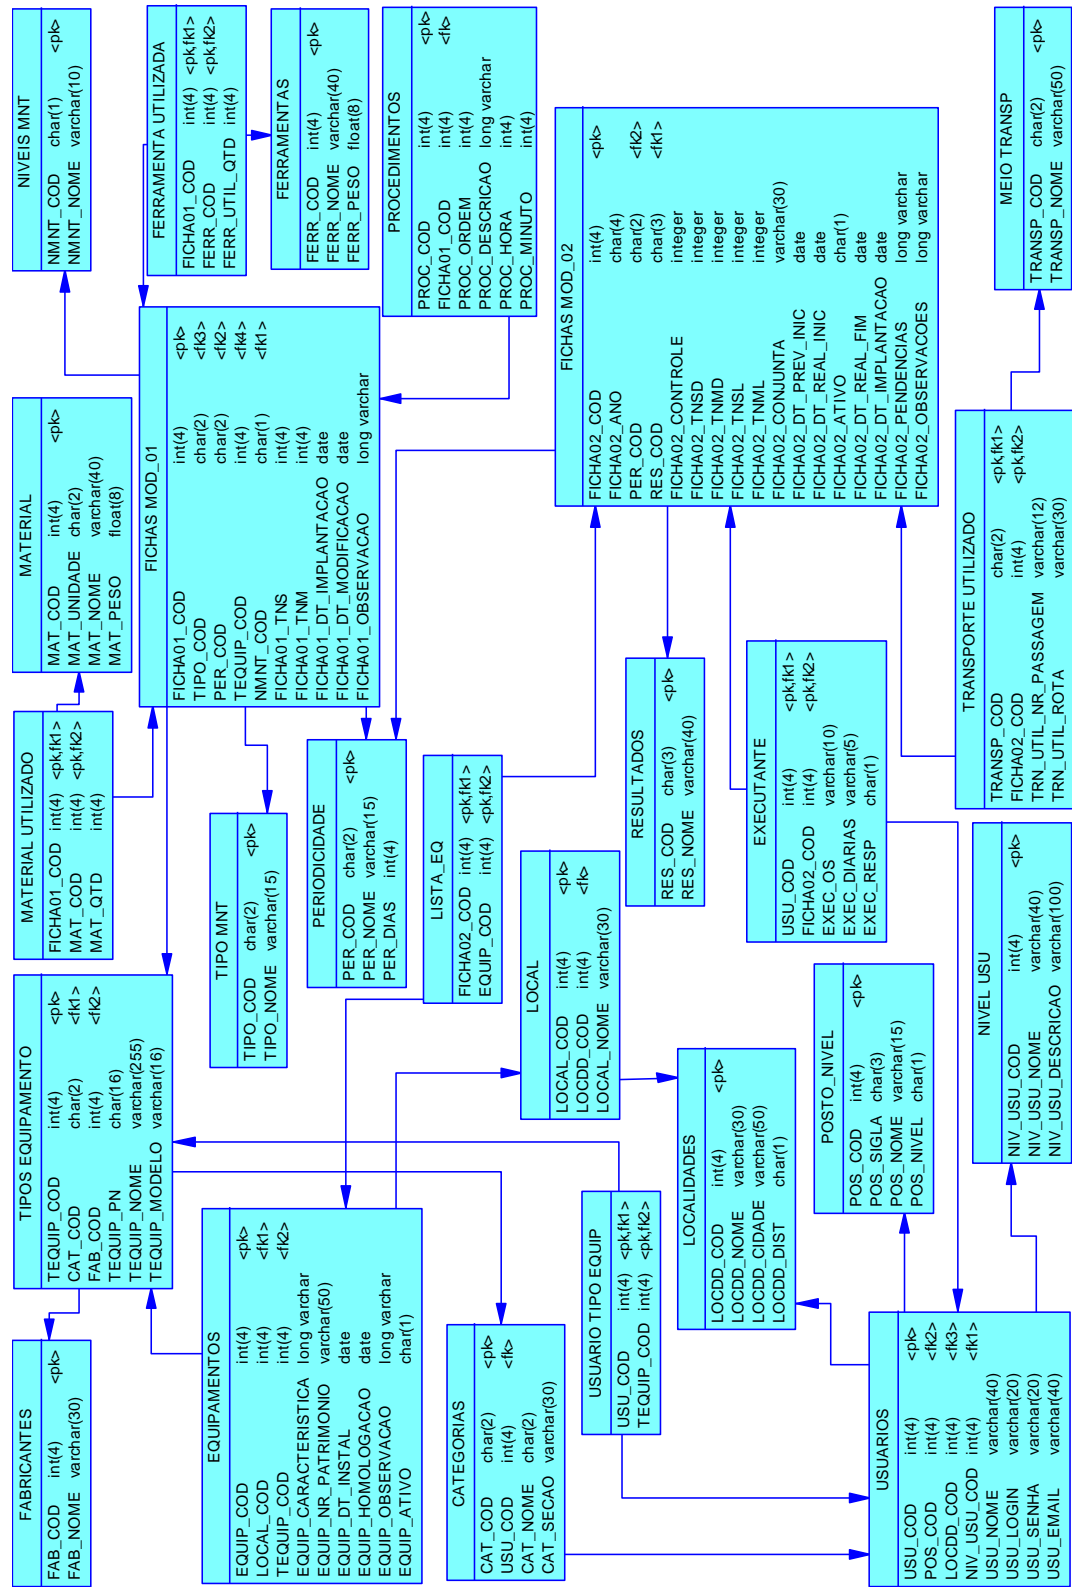 FABRICANTES
FAB_COD int(4) <pk>
FAB_NOME varchar(30)
TIPOS EQUIPAMENTO
TEQUIP_COD int(4) <pk>
CAT_COD char(2) <fk1>
FAB_COD int(4) <fk2>
TEQUIP_PN char(16)
TEQUIP_NOME varchar(255)
TEQUIP_MODELO varchar(16)
MATERIAL UTILIZADO
FICHA01_COD int(4) <pk,fk1>
MAT_COD int(4) <pk,fk2>
MAT_QTD int(4)
MATERIAL
MAT_COD int(4) <pk>
MAT_UNIDADE char(2)
MAT_NOME varchar(40)
MAT_PESO float(8)
NIVEIS MNT
NMNT_COD char(1) <pk>
NMNT_NOME varchar(10)
FICHAS MOD_01
FICHA01_COD int(4) <pk>
TIPO_COD char(2) <fk3>
PER_COD char(2) <fk2>
TEQUIP_COD int(4) <fk4>
NMNT_COD char(1) <fk1>
FICHA01_TNS int(4)
FICHA01_TNM int(4)
FICHA01_DT_IMPLANTACAO date
FICHA01_DT_MODIFICACAO date
FICHA01_OBSERVACAO long varchar
FERRAMENTA UTILIZADA
FICHA01_COD int(4) <pk,fk1>
FERR_COD int(4) <pk,fk2>
FERR_UTIL_QTD int(4)
EQUIPAMENTOS
EQUIP_COD int(4) <pk>
LOCAL_COD int(4) <fk1>
TEQUIP_COD int(4) <fk2>
EQUIP_CARACTERISTICA long varchar
EQUIP_NR_PATRIMONIO varchar(50)
EQUIP_DT_INSTAL date
EQUIP_HOMOLOGACAO date
EQUIP_OBSERVACAO long varchar
EQUIP_ATIVO char(1)
TIPO MNT
TIPO_COD char(2) <pk>
TIPO_NOME varchar(15)
FERRAMENTAS
FERR_COD int(4) <pk>
FERR_NOME varchar(40)
FERR_PESO float(8)
PERIODICIDADE
PER_COD char(2) <pk>
PER_NOME varchar(15)
PER_DIAS int(4)
PROCEDIMENTOS
PROC_COD int(4) <pk>
FICHA01_COD int(4) <fk>
PROC_ORDEM int(4)
PROC_DESCRICAO long varchar
PROC_HORA int(4)
PROC_MINUTO int(4)
CATEGORIAS
CAT_COD char(2) <pk>
USU_COD int(4) <fk>
CAT_NOME char(2)
CAT_SECAO varchar(30)
LISTA_EQ
FICHA02_COD int(4) <pk,fk1>
EQUIP_COD int(4) <pk,fk2>
LOCAL
LOCAL_COD int(4) <pk>
LOCDD_COD int(4) <fk>
LOCAL_NOME varchar(30)
FICHAS MOD_02
FICHA02_COD int(4) <pk>
FICHA02_ANO char(4)
PER_COD char(2) <fk2>
RES_COD char(3) <fk1>
FICHA02_CONTROLE integer
FICHA02_TNSD integer
FICHA02_TNMD integer
FICHA02_TNSL integer
FICHA02_TNML integer
FICHA02_CONJUNTA varchar(30)
FICHA02_DT_PREV_INIC date
FICHA02_DT_REAL_INIC date
FICHA02_ATIVO char(1)
FICHA02_DT_REAL_FIM date
FICHA02_DT_IMPLANTACAO date
FICHA02_PENDENCIAS long varchar
FICHA02_OBSERVACOES long varchar
USUARIO TIPO EQUIP
USU_COD int(4) <pk,fk1>
TEQUIP_COD int(4) <pk,fk2>
RESULTADOS
RES_COD char(3) <pk>
RES_NOME varchar(40)
LOCALIDADES
LOCDD_COD int(4) <pk>
LOCDD_NOME varchar(30)
LOCDD_CIDADE varchar(50)
LOCDD_DIST char(1)
EXECUTANTE
USU_COD int(4) <pk,fk1>
FICHA02_COD int(4) <pk,fk2>
EXEC_OS varchar(10)
EXEC_DIARIAS varchar(5)
EXEC_RESP char(1)
POSTO_NIVEL
POS_COD int(4) <pk>
POS_SIGLA char(3)
POS_NOME varchar(15)
POS_NIVEL char(1)
USUARIOS
USU_COD int(4) <pk>
POS_COD int(4) <fk2>
LOCDD_COD int(4) <fk3>
NIV_USU_COD int(4) <fk1>
USU_NOME varchar(40)
USU_LOGIN varchar(20)
USU_SENHA varchar(20)
USU_EMAIL varchar(40)
TRANSPORTE UTILIZADO
TRANSP_COD char(2) <pk,fk1>
FICHA02_COD int(4) <pk,fk2>
TRN_UTIL_NR_PASSAGEM varchar(12)
TRN_UTIL_ROTA varchar(30)
NIVEL USU
NIV_USU_COD int(4) <pk>
NIV_USU_NOME varchar(40)
NIV_USU_DESCRICAO varchar(100)
MEIO TRANSP
TRANSP_COD char(2) <pk>
TRANSP_NOME varchar(50)